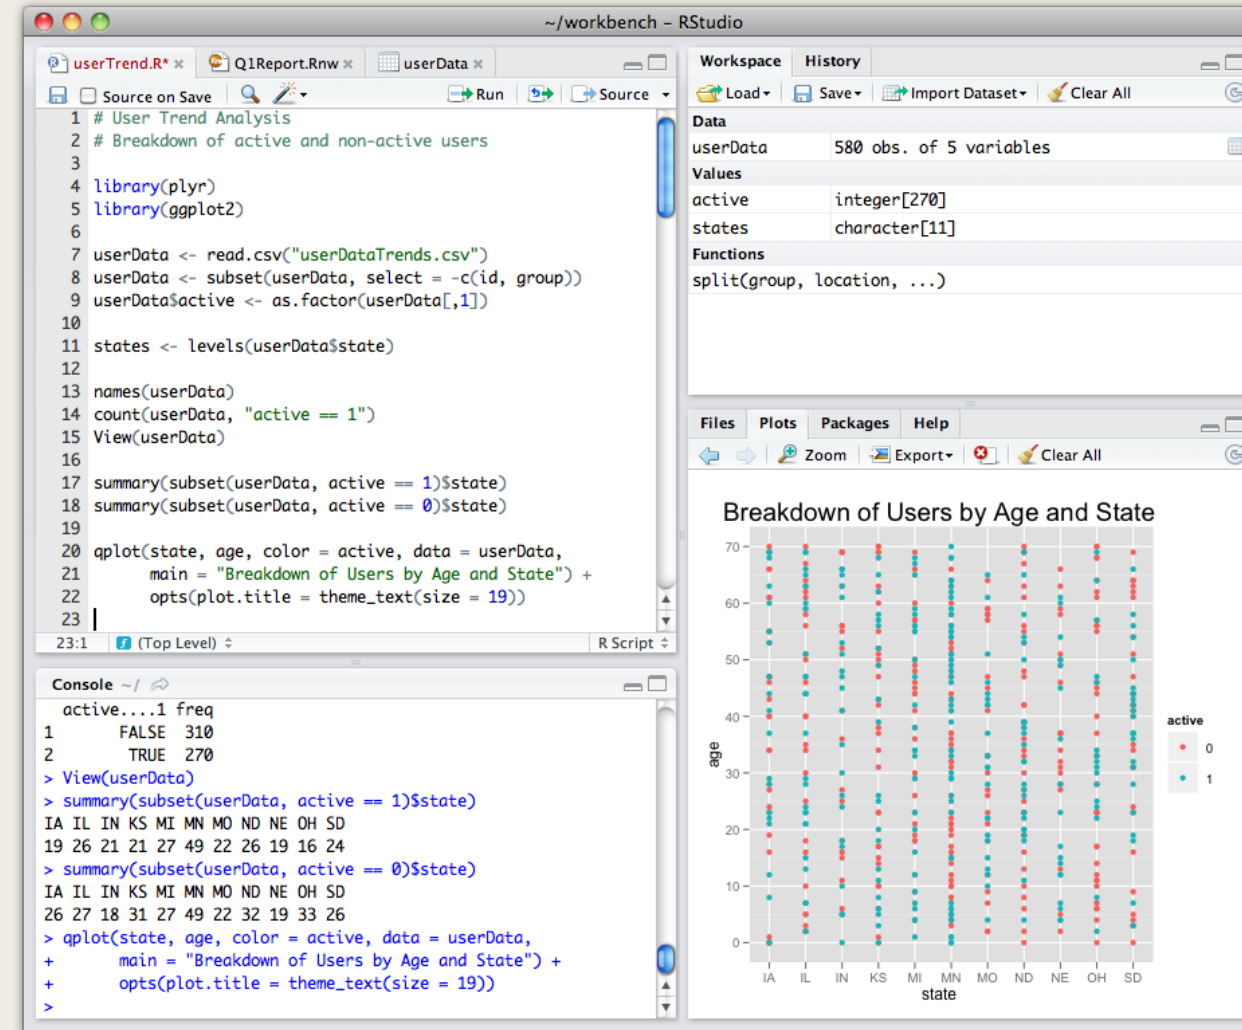 ~/workbench – RStudio
userTrend.R* × Q1Report.Rnw × userData ×
Source on Save Run Source
1 # User Trend Analysis
2 # Breakdown of active and non-active users
3
4 library(plyr)
5 library(ggplot2)
6
7 userData <- read.csv("userDataTrends.csv")
8 userData <- subset(userData, select = -c(id, group))
9 userData$active <- as.factor(userData[,1])
10
11 states <- levels(userData$state)
12
13 names(userData)
14 count(userData, "active == 1")
15 View(userData)
16
17 summary(subset(userData, active == 1)$state)
18 summary(subset(userData, active == 0)$state)
19
20 qplot(state, age, color = active, data = userData,
21 main = "Breakdown of Users by Age and State") +
22 opts(plot.title = theme_text(size = 19))
23
23:1 (Top Level) R Script
Console ~/
active....1 freq
1 FALSE 310
2 TRUE 270
> View(userData)
> summary(subset(userData, active == 1)$state)
IA IL IN KS MI MN MO ND NE OH SD
19 26 21 21 27 49 22 26 19 16 24
> summary(subset(userData, active == 0)$state)
IA IL IN KS MI MN MO ND NE OH SD
26 27 18 31 27 49 22 32 19 33 26
> qplot(state, age, color = active, data = userData,
+ main = "Breakdown of Users by Age and State") +
+ opts(plot.title = theme_text(size = 19))
>
Workspace History
Load Save Import Dataset Clear All
Data
userData 580 obs. of 5 variables
Values
active integer[270]
states character[11]
Functions
split(group, location, ...)
Files Plots Packages Help
Zoom Export Clear All
Breakdown of Users by Age and State
70
60
50
40
30
20
10
0
age
IA IL IN KS MI MN MO ND NE OH SD
state
active
0
1